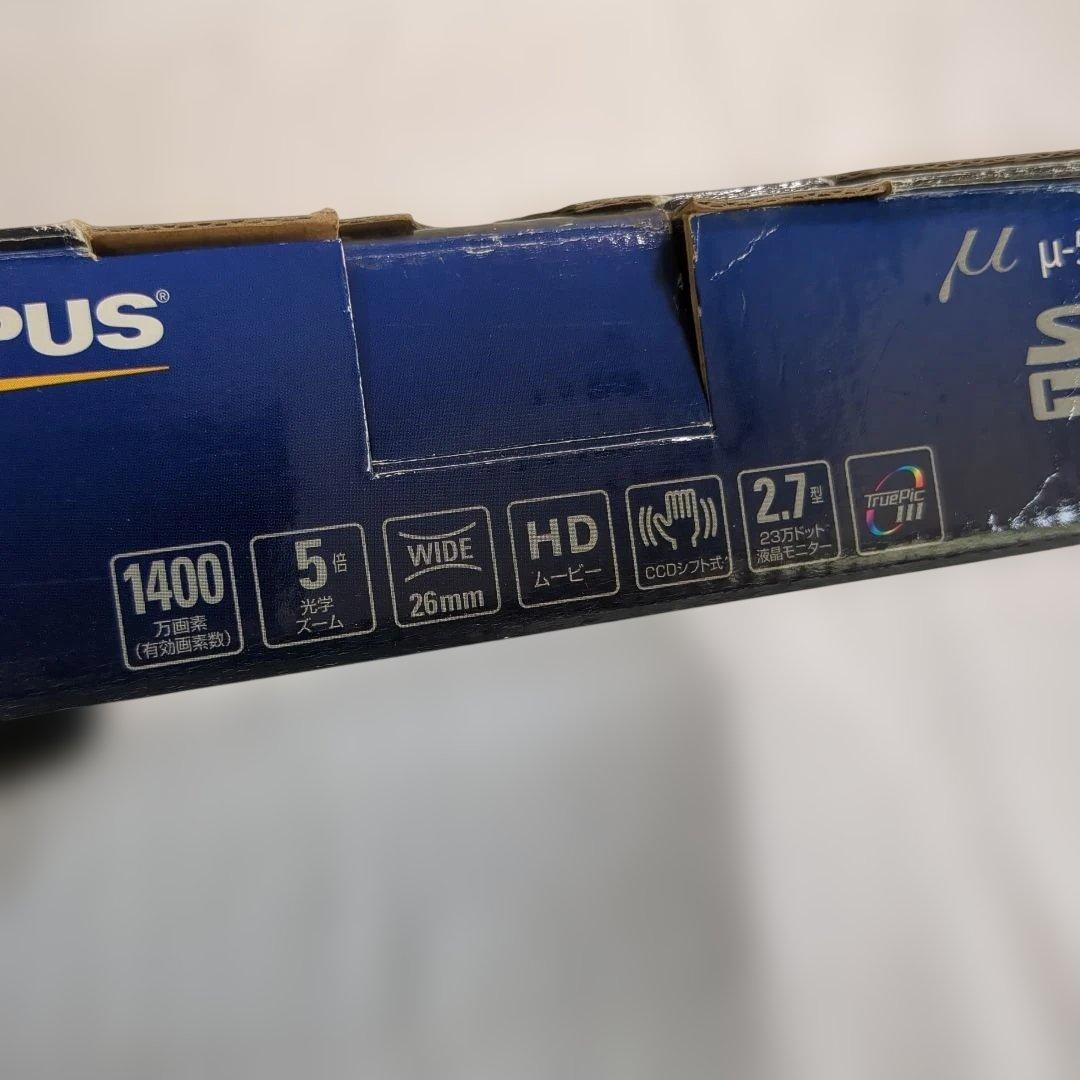 PUS®
μ μ-
1400
万画素
(有効画素数)
5倍
光学
ズーム
WIDE
26mm
HD
ムービー
CCDシフト式
2.7型
23万ドット
液晶モニター
TruePic
III